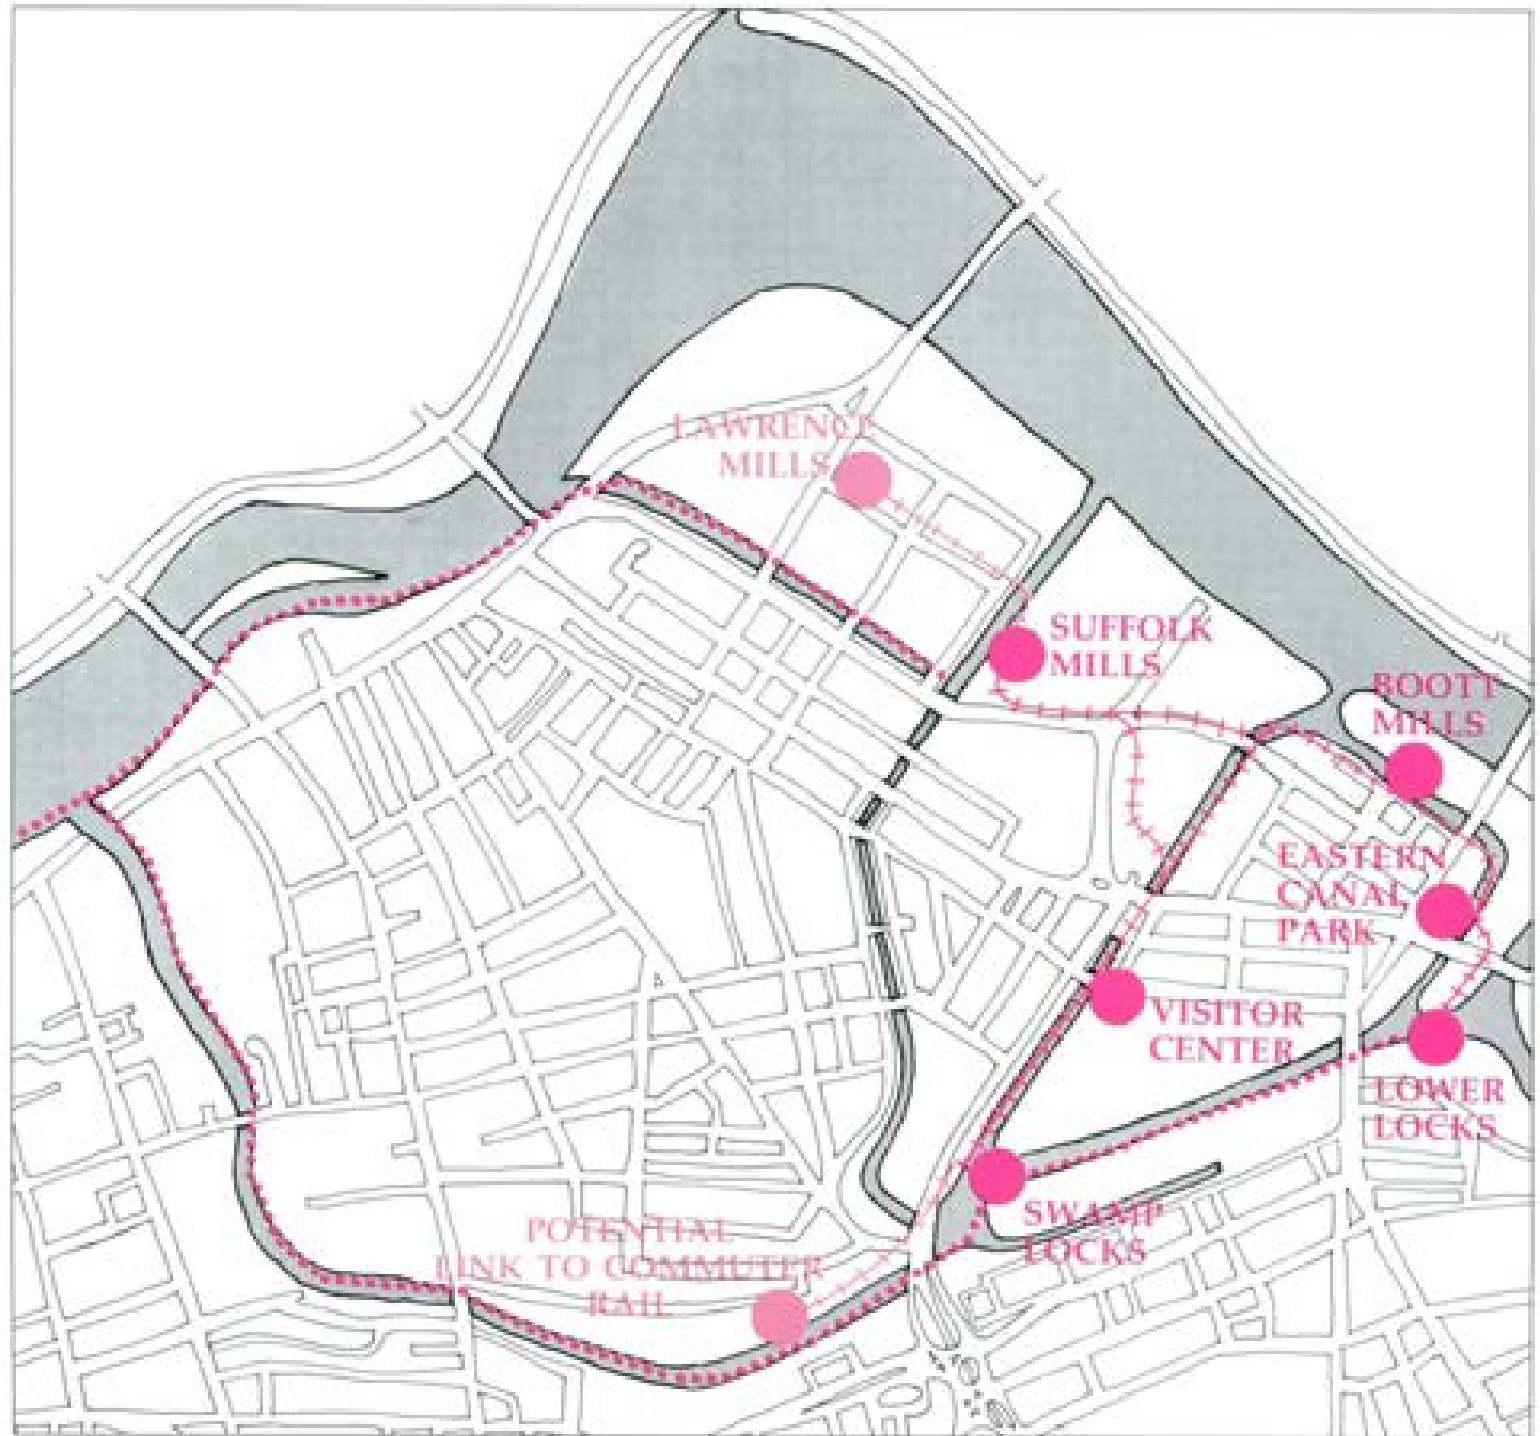 LAWRENCE
MILLS
SUFFOLK
MILLS
BOOTT
MILLS
EASTERN
CANAL
PARK
VISITOR
CENTER
LOWER
LOCKS
SWAMP
LOCKS
POTENTIAL
LINK TO COMMUTER
RAIL